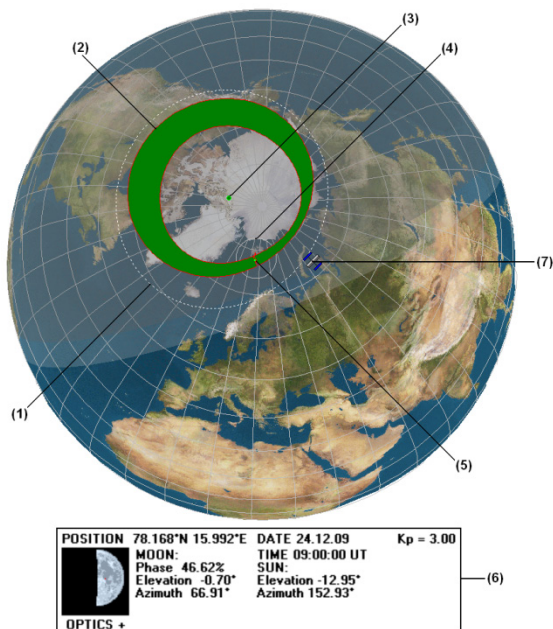 (3)
(2)
(4)
(7)
(1)
(5)
POSITION 78.168°N 15.992°E DATE 24.12.09 Kp = 3.00
MOON: TIME 09:00:00 UT
Phase 46.62% SUN:
Elevation -0.70° Elevation -12.95°
Azimuth 66.91° Azimuth 152.93°
(6)
OPTICS +